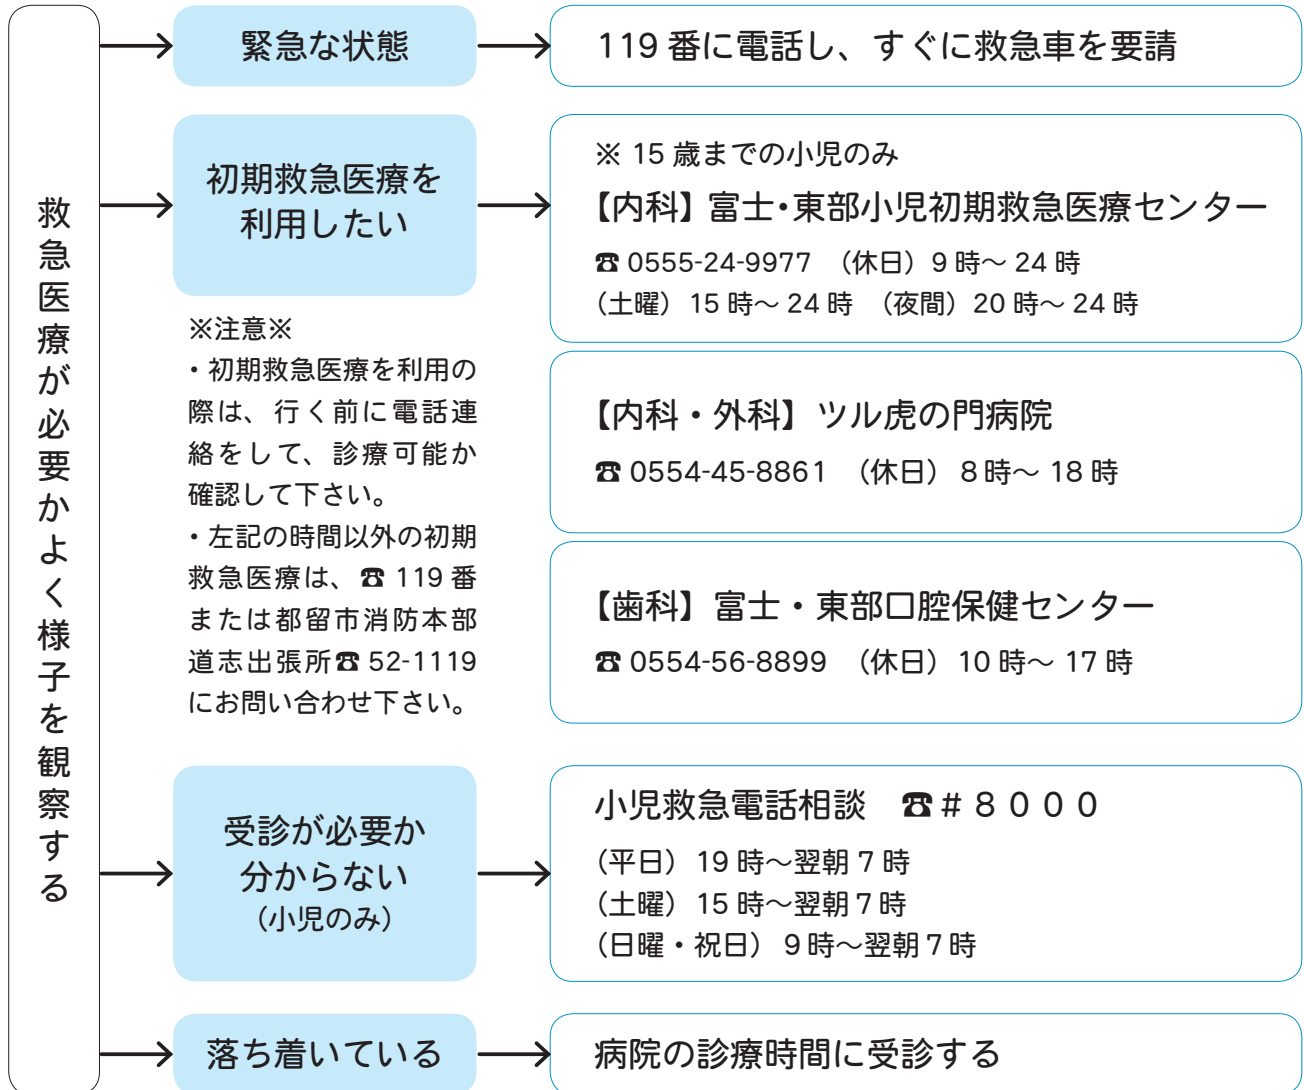 救急医療が必要かよく様子を観察する
緊急な状態
119 番に電話し、すぐに救急車を要請
初期救急医療を
利用したい
※ 15 歳までの小児のみ
【内科】富士・東部小児初期救急医療センター
☎ 0555-24-9977 （休日）9 時〜 24 時
（土曜）15 時〜 24 時 （夜間）20 時〜 24 時
※注意※
・初期救急医療を利用の
際は、行く前に電話連
絡をして、診療可能か
確認して下さい。
・左記の時間以外の初期
救急医療は、☎ 119 番
または都留市消防本部
道志出張所☎ 52-1119
にお問い合わせ下さい。
【内科・外科】ツル虎の門病院
☎ 0554-45-8861 （休日）8 時〜 18 時
【歯科】富士・東部口腔保健センター
☎ 0554-56-8899 （休日）10 時〜 17 時
受診が必要か
分からない
（小児のみ）
小児救急電話相談 ☎＃８０００
（平日）19 時〜翌朝 7 時
（土曜）15 時〜翌朝 7 時
（日曜・祝日）9 時〜翌朝 7 時
落ち着いている
病院の診療時間に受診する